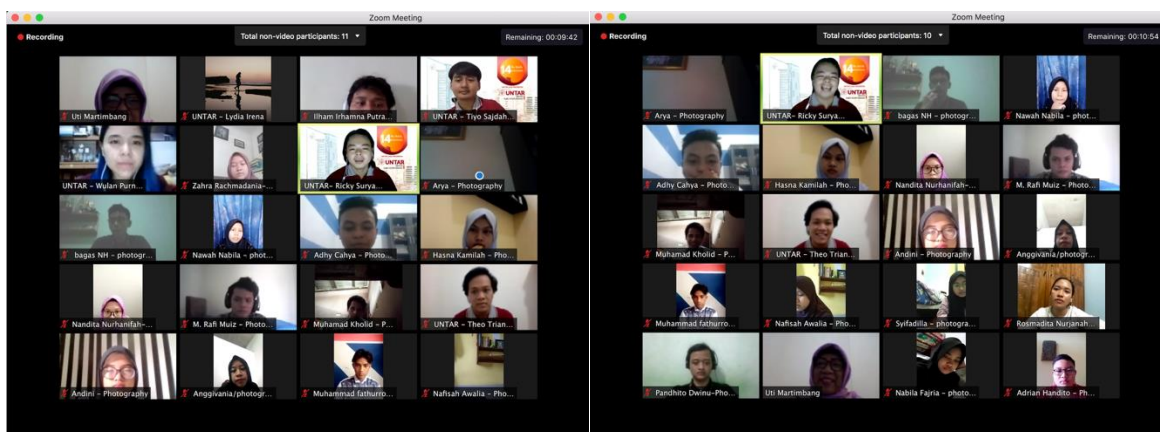 Zoom Meeting
Recording
Total non-video participants: 11
Remaining: 00:09:42
Uti Martimbang
UNTAR - Lydia Irena
Ilham Irhamna Putra...
UNTAR - Tiyo Sajdah...
UNTAR - Wulan Purn...
Zahra Rachmadania-...
UNTAR- Ricky Surya...
Arya - Photography
bagas NH - photogr...
Nawah Nabila - phot...
Adhy Cahya - Photo...
Hasna Kamilah - Pho...
Nandita Nurhanifah-...
M. Rafi Muiz - Photo...
Muhamad Kholid - P...
UNTAR - Theo Trian...
Andini - Photography
Anggivania/photogr...
Muhammad fathurro...
Nafisah Awalia - Pho...
Zoom Meeting
Recording
Total non-video participants: 10
Remaining: 00:10:54
Arya - Photography
UNTAR- Ricky Surya...
bagas NH - photogr...
Nawah Nabila - phot...
Adhy Cahya - Photo...
Hasna Kamilah - Pho...
Nandita Nurhanifah-...
M. Rafi Muiz - Photo...
Muhamad Kholid - P...
UNTAR - Theo Trian...
Andini - Photography
Anggivania/photogr...
Muhammad fathurro...
Nafisah Awalia - Pho...
Syifadilla - photogra...
Rosmadita Nurjanah...
Pandhito Dwinu-Pho...
Uti Martimbang
Nabila Fajria - photo...
Adrian Handito - Ph...